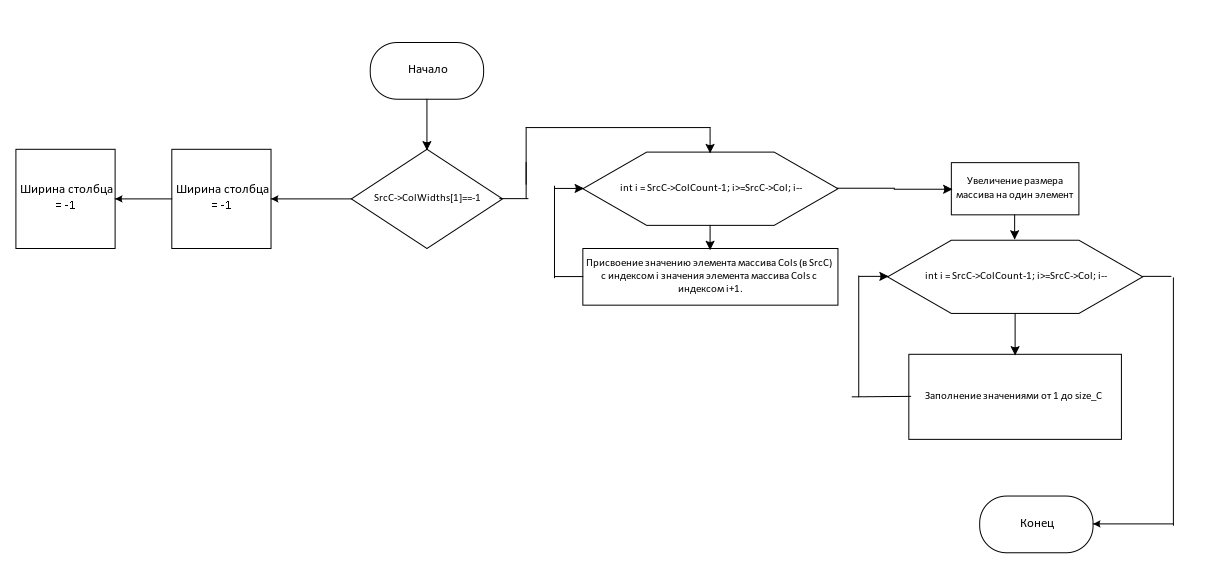 Начало
Ширина столбца
= -1
Ширина столбца
= -1
SrcC->ColWidths[1]==-1
int i = SrcC->ColCount-1; i>=SrcC->Col; i--
Присвоение значению элемента массива Cols (в SrcC)
с индексом i значения элемента массива Cols с
индексом i+1.
Увеличение размера
массива на один элемент
int i = SrcC->ColCount-1; i>=SrcC->Col; i--
Заполнение значениями от 1 до size_C
Конец